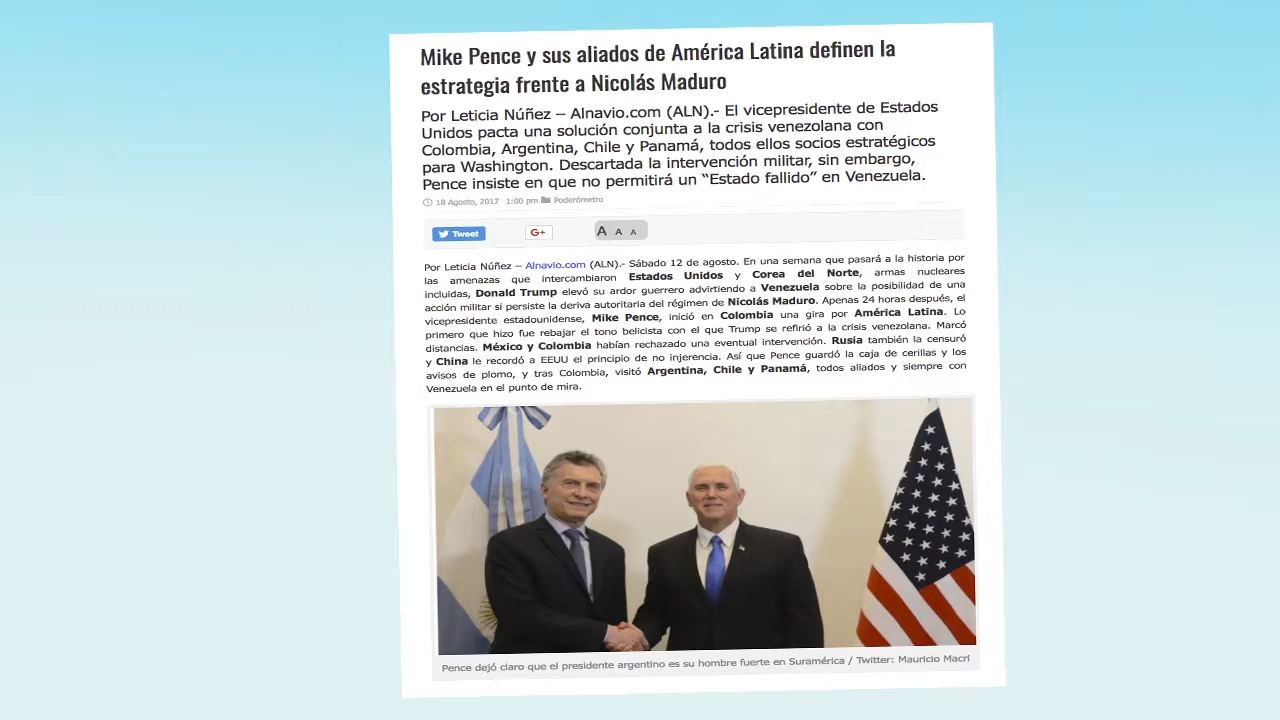 Mike Pence y sus aliados de América Latina definen la
estrategia frente a Nicolás Maduro
Por Leticia Núñez – Alnavio.com (ALN).- El vicepresidente de Estados
Unidos pacta una solución conjunta a la crisis venezolana con
Colombia, Argentina, Chile y Panamá, todos ellos socios estratégicos
para Washington. Descartada la intervención militar, sin embargo,
Pence insiste en que no permitirá un “Estado fallido” en Venezuela.
18 Agosto, 2017 1:00 pm Poderómetro
Tweet G+ A A A
Por Leticia Núñez – Alnavio.com (ALN).- Sábado 12 de agosto. En una semana que pasará a la historia por
las amenazas que intercambiaron Estados Unidos y Corea del Norte, armas nucleares
incluidas, Donald Trump elevó su ardor guerrero advirtiendo a Venezuela sobre la posibilidad de una
acción militar si persiste la deriva autoritaria del régimen de Nicolás Maduro. Apenas 24 horas después, el
vicepresidente estadounidense, Mike Pence, inició en Colombia una gira por América Latina. Lo
primero que hizo fue rebajar el tono belicista con el que Trump se refirió a la crisis venezolana. Marcó
distancias. México y Colombia habían rechazado una eventual intervención. Rusia también la censuró
y China le recordó a EEUU el principio de no injerencia. Así que Pence guardó la caja de cerillas y los
avisos de plomo, y tras Colombia, visitó Argentina, Chile y Panamá, todos aliados y siempre con
Venezuela en el punto de mira.
Pence dejó claro que el presidente argentino es su hombre fuerte en Suramérica / Twitter: Mauricio Macri